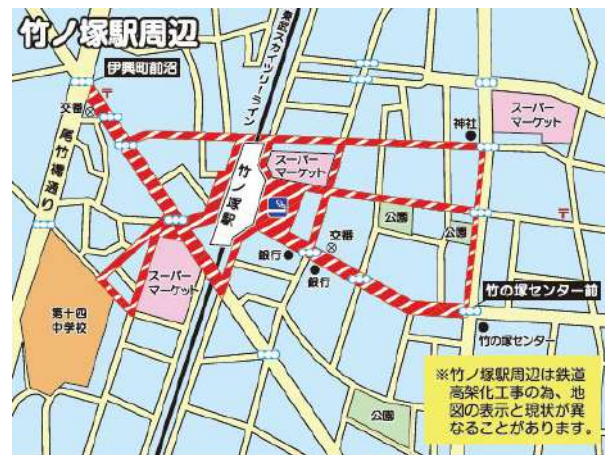 竹ノ塚駅周辺
伊興町前沼
東武スカイツリーライン
交番
〒
尾竹橋通り
神社
スーパー
マーケット
スーパー
マーケット
竹ノ塚駅
公園
公園
〒
交番
銀行
銀行
スーパー
マーケット
第十四
中学校
竹の塚センター前
竹の塚センター
公園
※竹ノ塚駅周辺は鉄道
高架化工事の為、地
図の表示と現状が異
なることがあります。